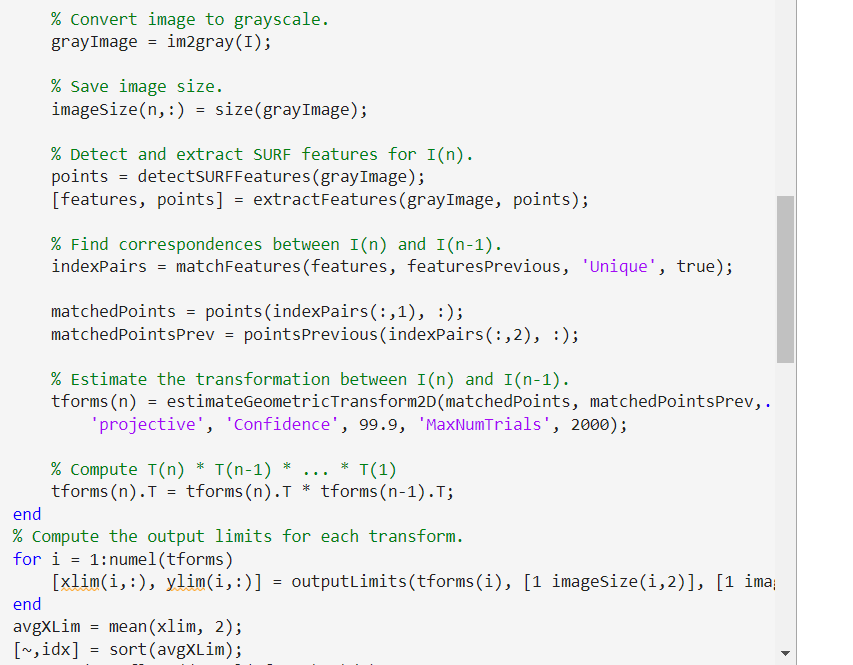 % Convert image to grayscale.
grayImage = im2gray(I);
% Save image size.
imageSize(n,:) = size(grayImage);
% Detect and extract SURF features for I(n).
points = detectSURFFeatures(grayImage);
[features, points] = extractFeatures(grayImage, points);
% Find correspondences between I(n) and I(n-1).
indexPairs = matchFeatures(features, featuresPrevious, 'Unique', true);
matchedPoints = points(indexPairs(:,1), :);
matchedPointsPrev = pointsPrevious(indexPairs(:,2), :);
% Estimate the transformation between I(n) and I(n-1).
tforms(n) = estimateGeometricTransform2D(matchedPoints, matchedPointsPrev,.
'projective', 'Confidence', 99.9, 'MaxNumTrials', 2000);
% Compute T(n) * T(n-1) * ... * T(1)
tforms(n).T = tforms(n).T * tforms(n-1).T;
end
% Compute the output limits for each transform.
for i = 1:numel(tforms)
[xlim(i,:), ylim(i,:)] = outputLimits(tforms(i), [1 imageSize(i,2)], [1 ima
end
avgXLim = mean(xlim, 2);
[~,idx] = sort(avgXLim);